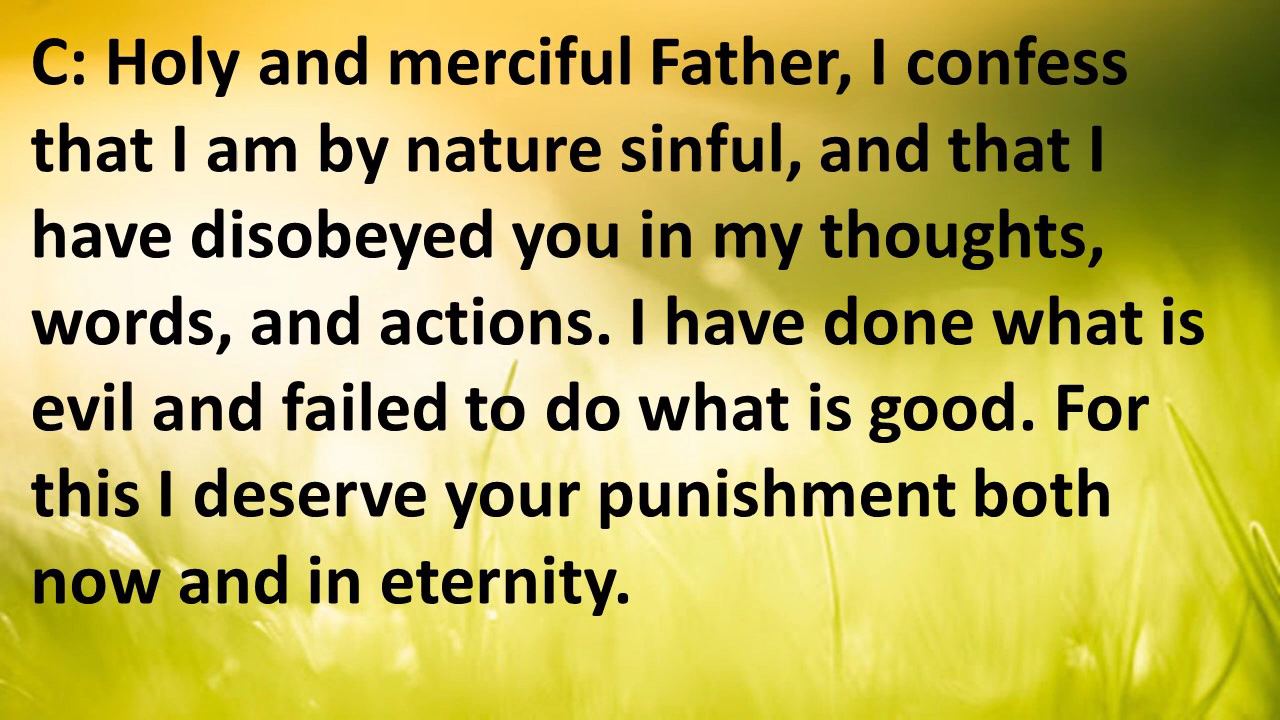 C: Holy and merciful Father, I confess
that I am by nature sinful, and that I
have disobeyed you in my thoughts,
words, and actions. I have done what is
evil and failed to do what is good. For
this I deserve your punishment both
now and in eternity.